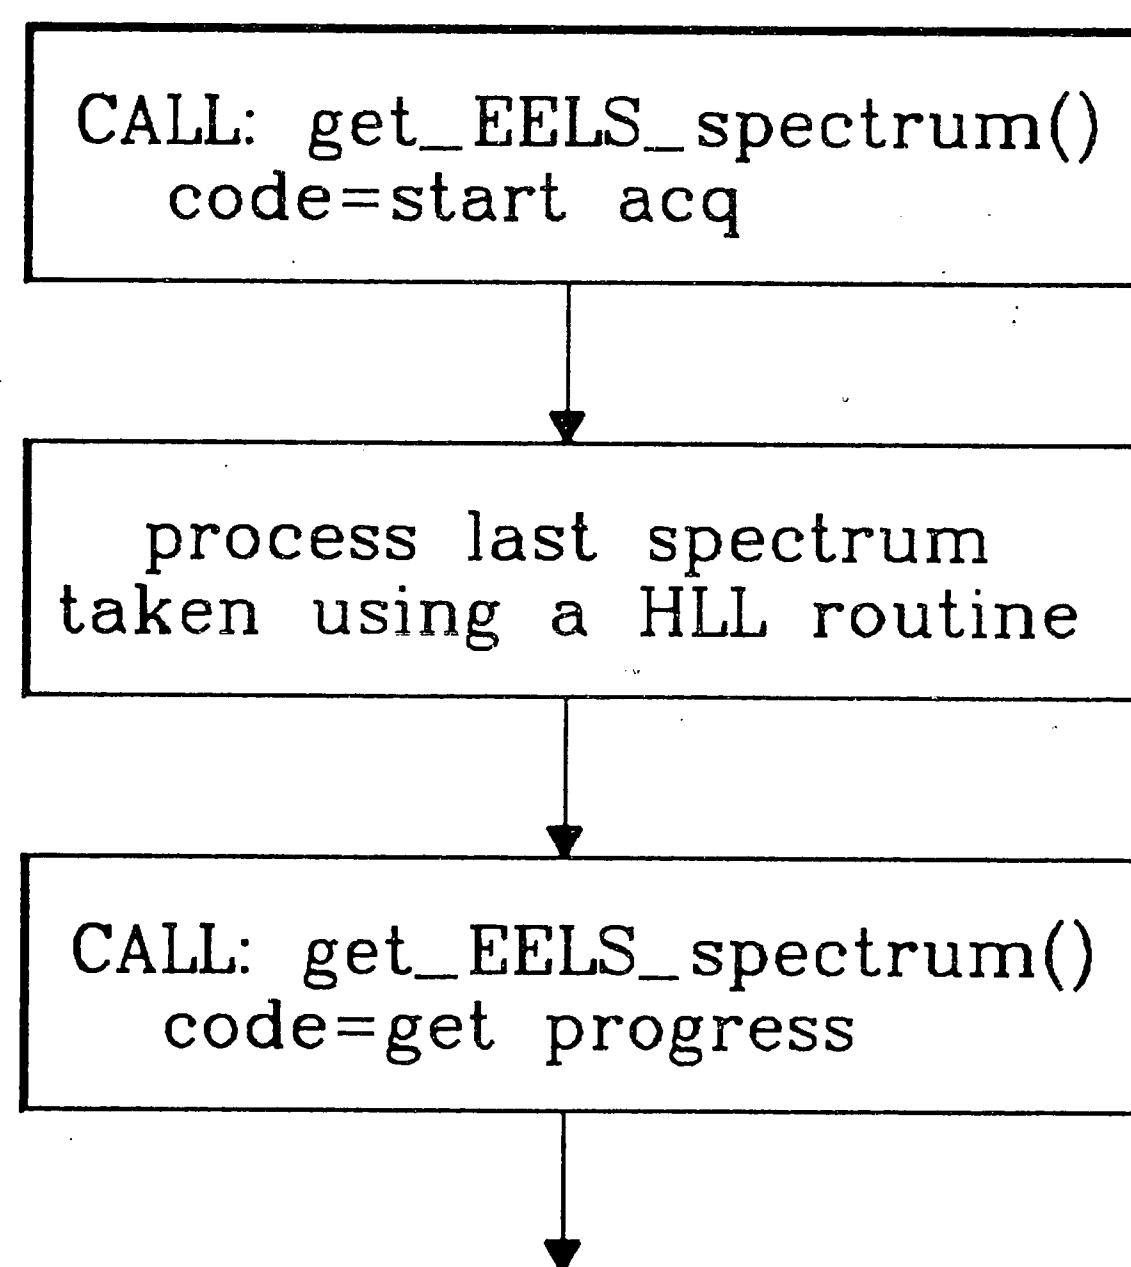 CALL: get_EELS_spectrum()
code=start acq
process last spectrum
taken using a HLL routine
CALL: get_EELS_spectrum()
code=get progress